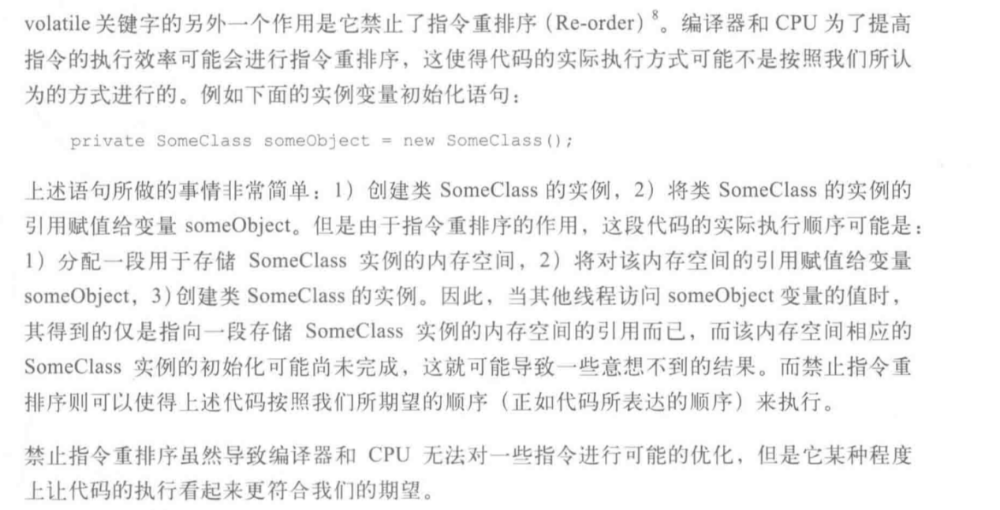 volatile 关键字的另外一个作用是它禁止了指令重排序（Re-order）⁸。编译器和 CPU 为了提高
指令的执行效率可能会进行指令重排序，这使得代码的实际执行方式可能不是按照我们所认
为的方式进行的。例如下面的实例变量初始化语句：
private SomeClass someObject = new SomeClass();
上述语句所做的事情非常简单：1）创建类 SomeClass 的实例，2）将类 SomeClass 的实例的
引用赋值给变量 someObject。但是由于指令重排序的作用，这段代码的实际执行顺序可能是：
1）分配一段用于存储 SomeClass 实例的内存空间，2）将对该内存空间的引用赋值给变量
someObject，3）创建类 SomeClass 的实例。因此，当其他线程访问 someObject 变量的值时，
其得到的仅是指向一段存储 SomeClass 实例的内存空间的引用而已，而该内存空间相应的
SomeClass 实例的初始化可能尚未完成，这就可能导致一些意想不到的结果。而禁止指令重
排序则可以使得上述代码按照我们所期望的顺序（正如代码所表达的顺序）来执行。
禁止指令重排序虽然导致编译器和 CPU 无法对一些指令进行可能的优化，但是它某种程度
上让代码的执行看起来更符合我们的期望。